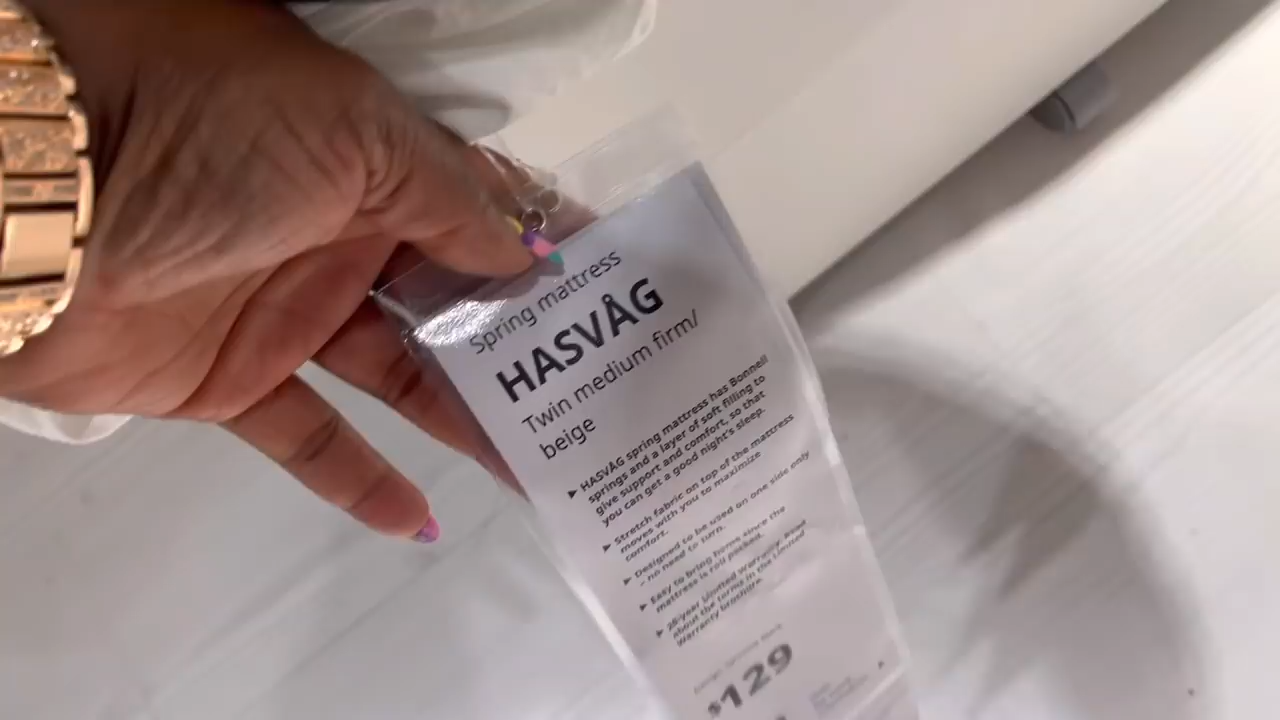 Spring mattress
HASVÅG
Twin medium firm/
beige
► HASVÅG spring mattress has Bonnell
springs and a layer of soft filling to
give support and comfort, so that
you can get a good night's sleep.
► Stretch fabric on top of the mattress
moves with you to maximize
comfort.
► Designed to be used on one side only
– no need to turn.
► Easy to bring home since the
mattress is roll packed.
► 25-year Limited Warranty. Read
about the terms in the Limited
Warranty brochure.
$129